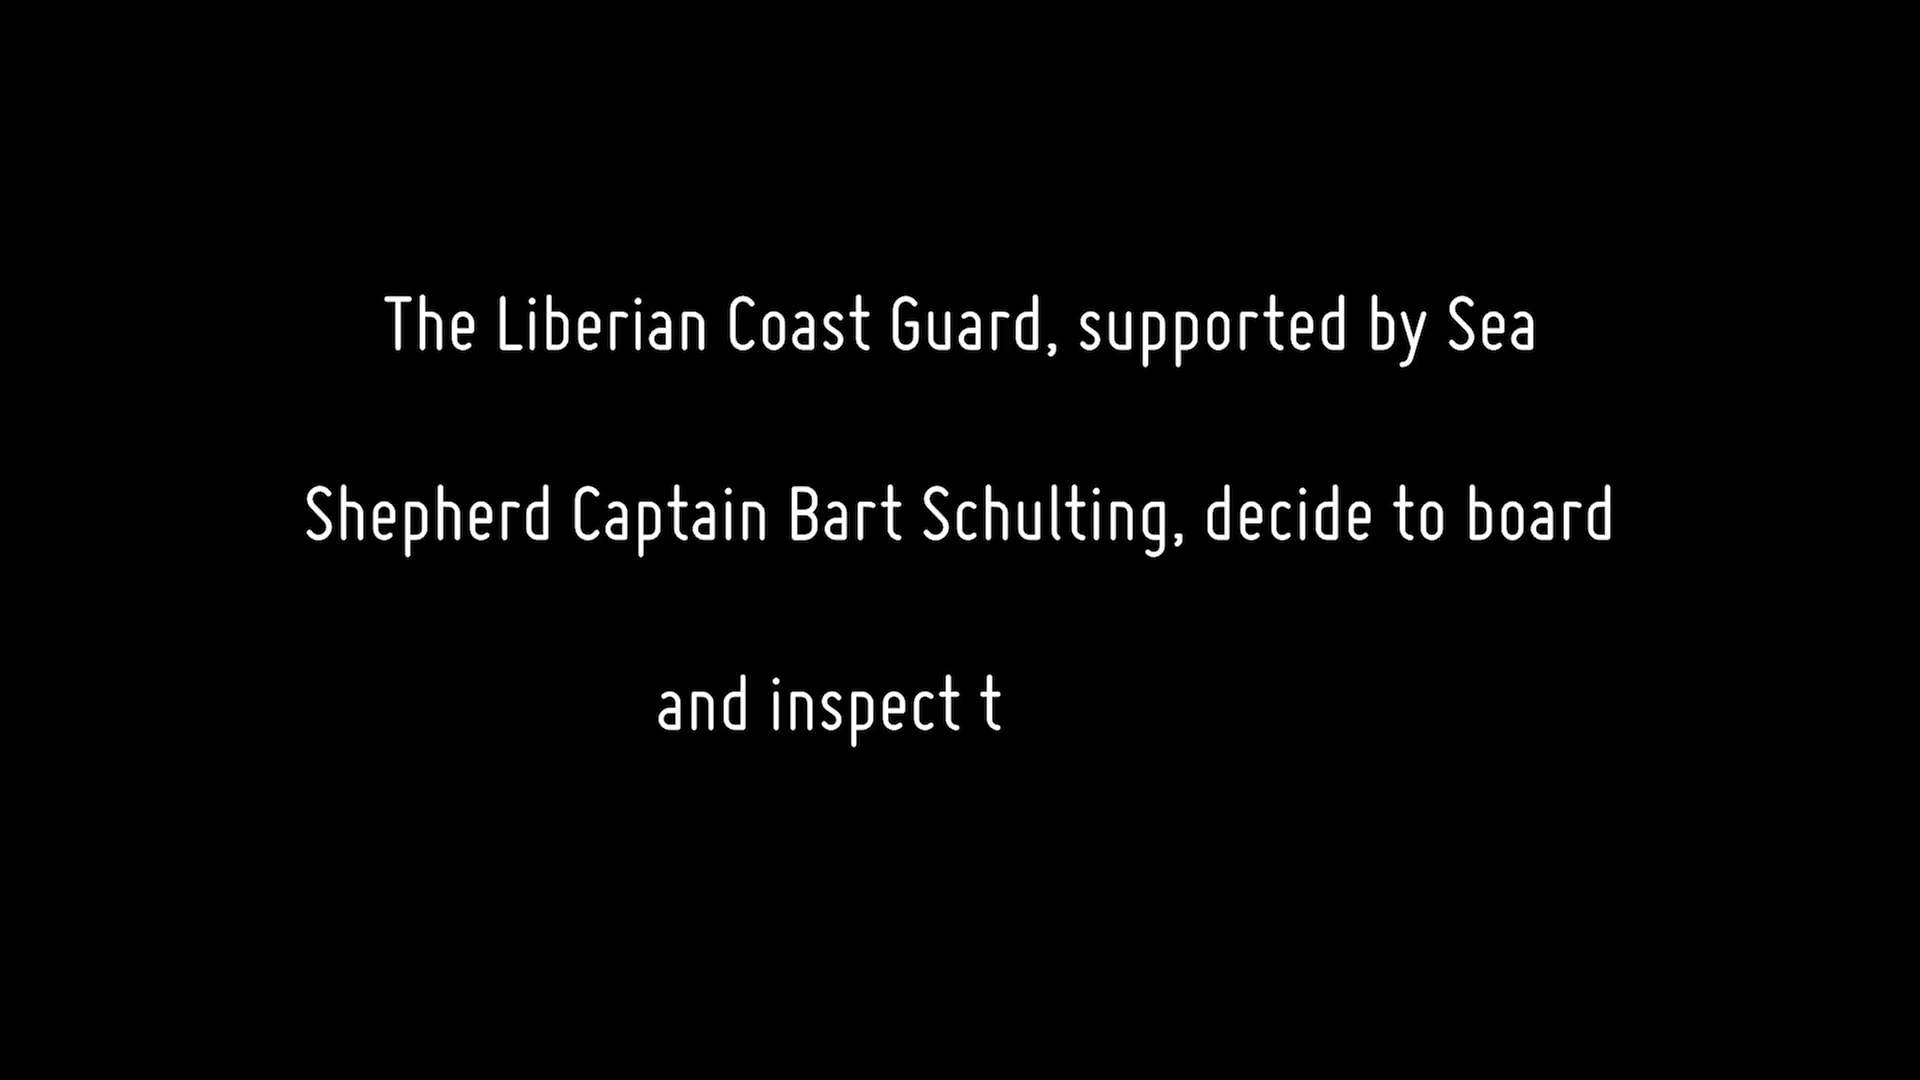 The Liberian Coast Guard, supported by Sea
Shepherd Captain Bart Schulting, decide to board
and inspect t